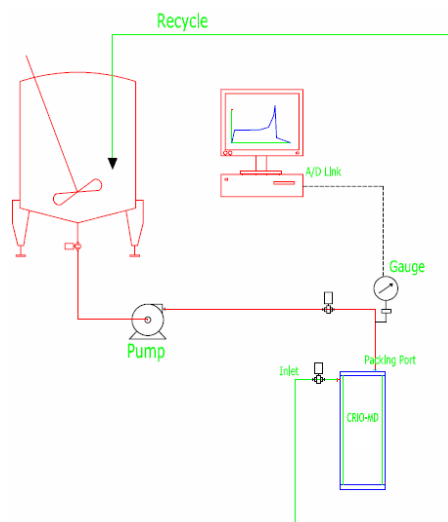 Recycle
A/D Link
Gauge
Pump
Packing Port
Inlet
CRIO-MD